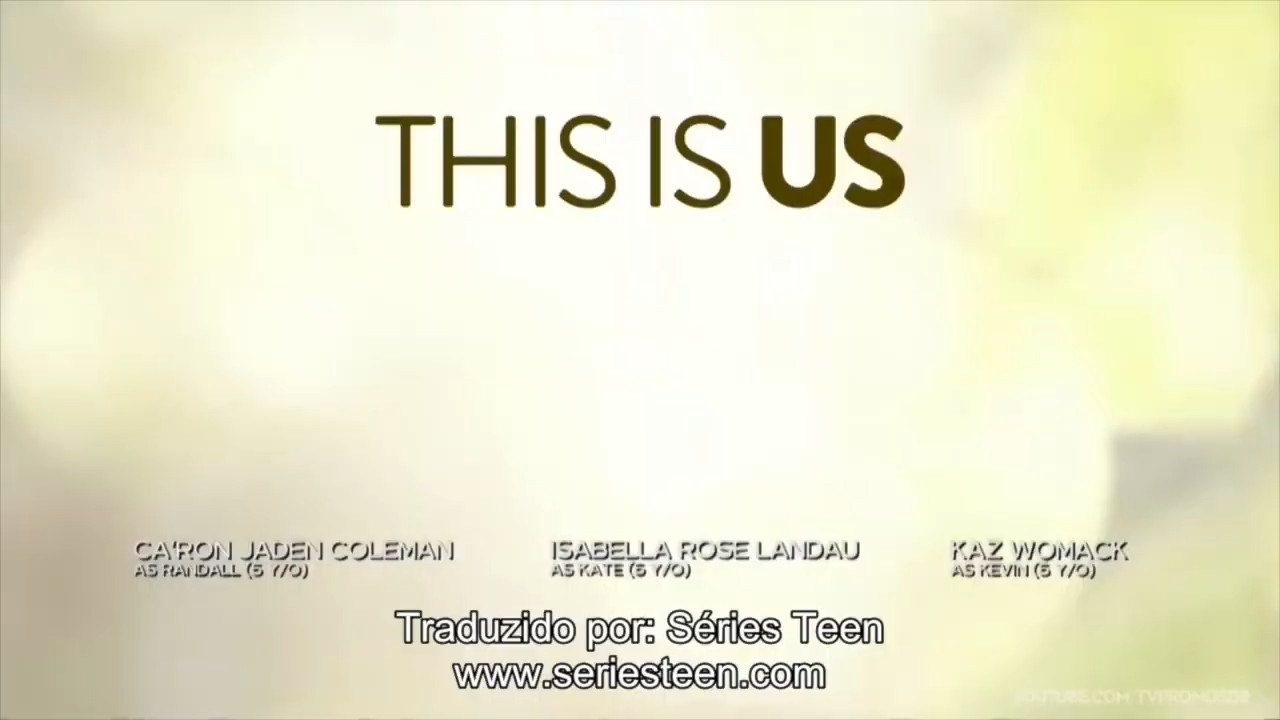 THIS IS US
CA'RON JADEN COLEMAN
AS RANDALL (5 Y/O)
ISABELLA ROSE LANDAU
AS KATE (5 Y/O)
KAZ WOMACK
AS KEVIN (5 Y/O)
Traduzido por: Séries Teen
www.seriesteen.com